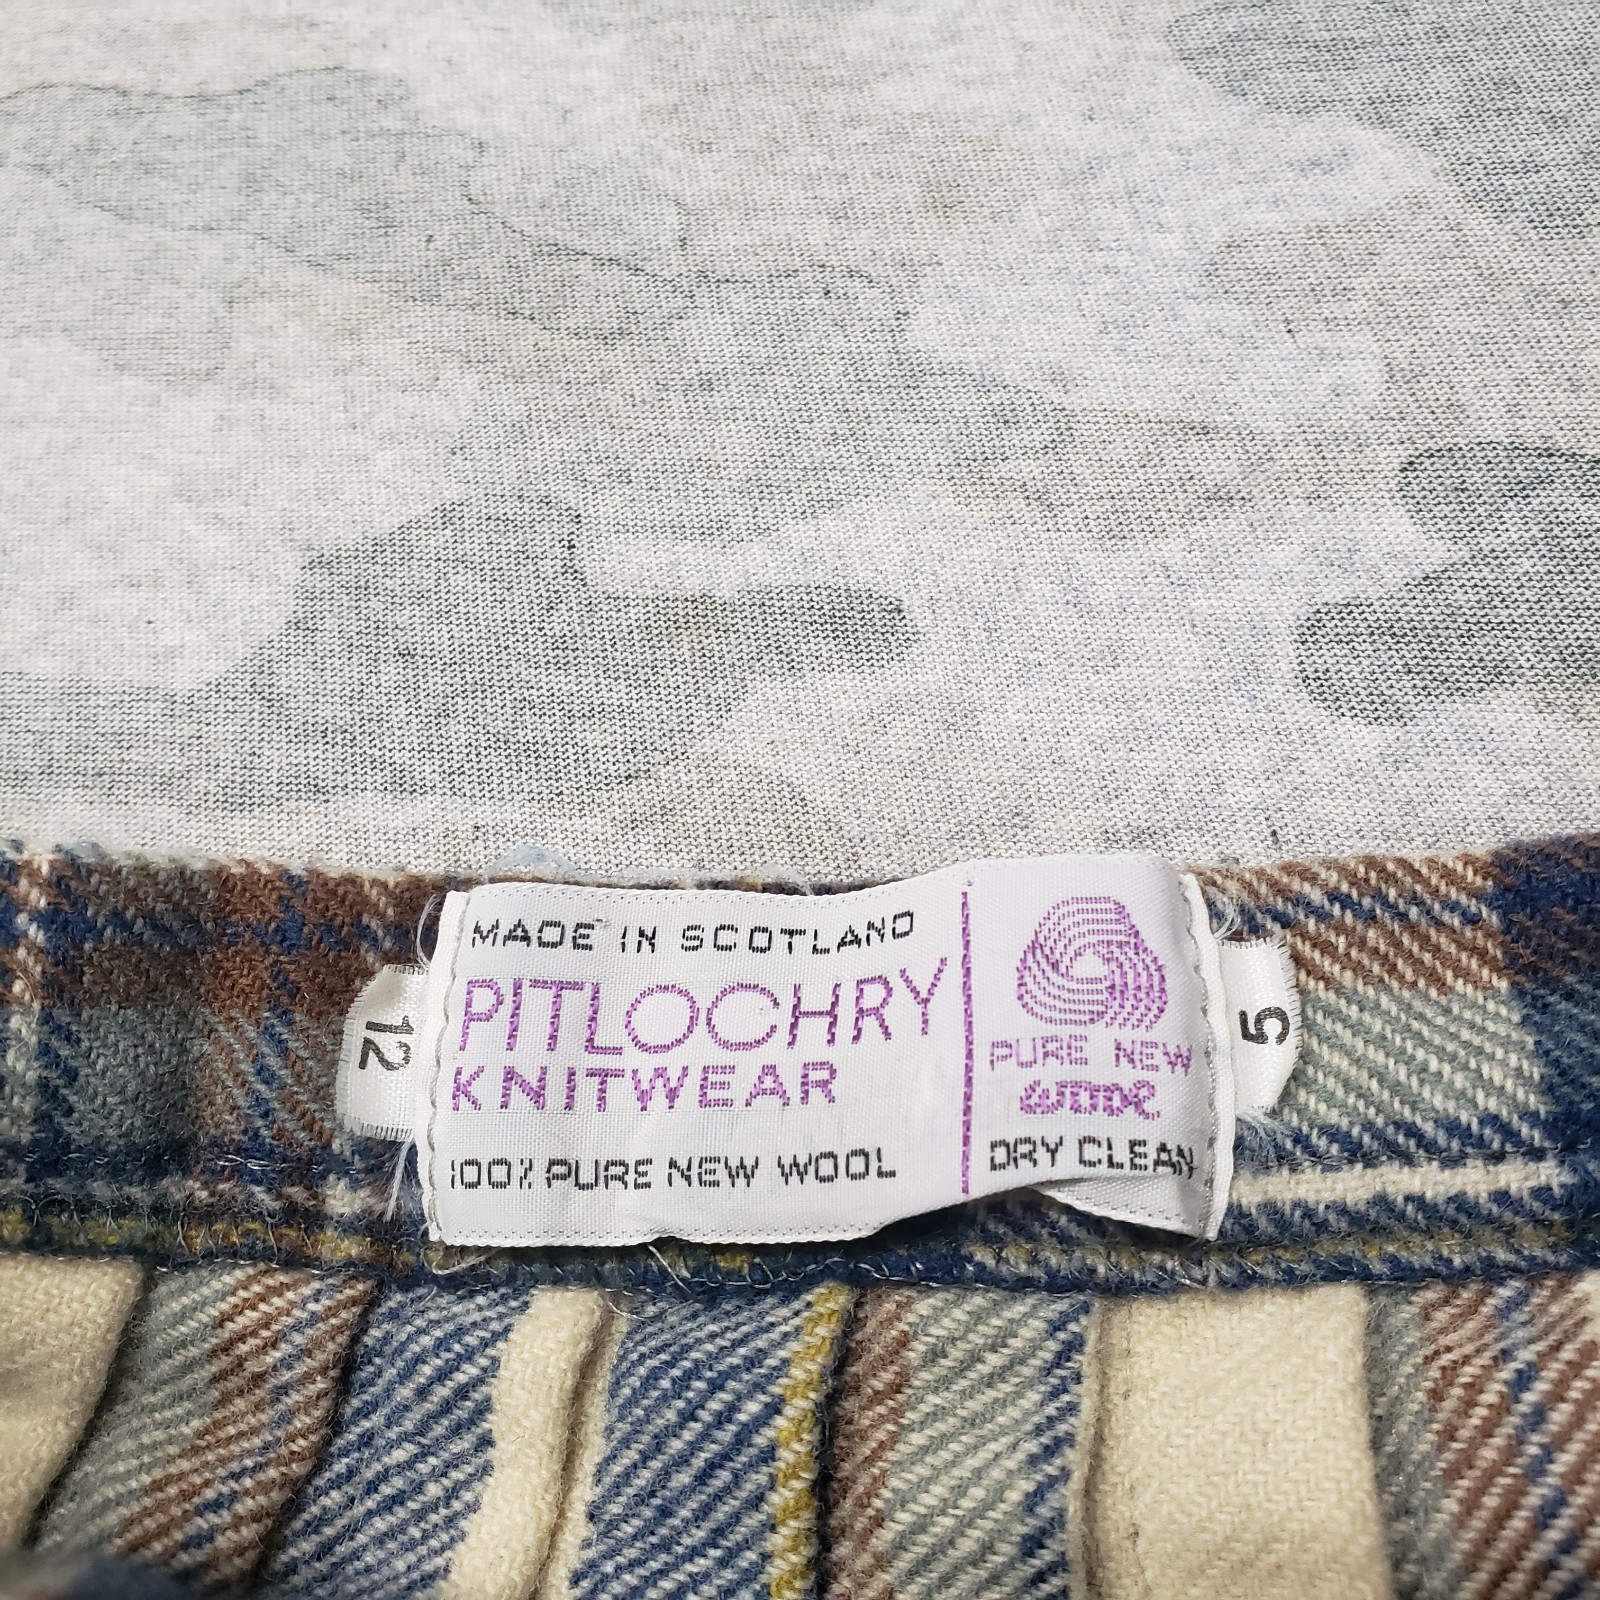 MADE IN SCOTLAND
PITLOCHRY
KNITWEAR
100% PURE NEW WOOL
PURE NEW
WOOL
DRY CLEAN
12
5